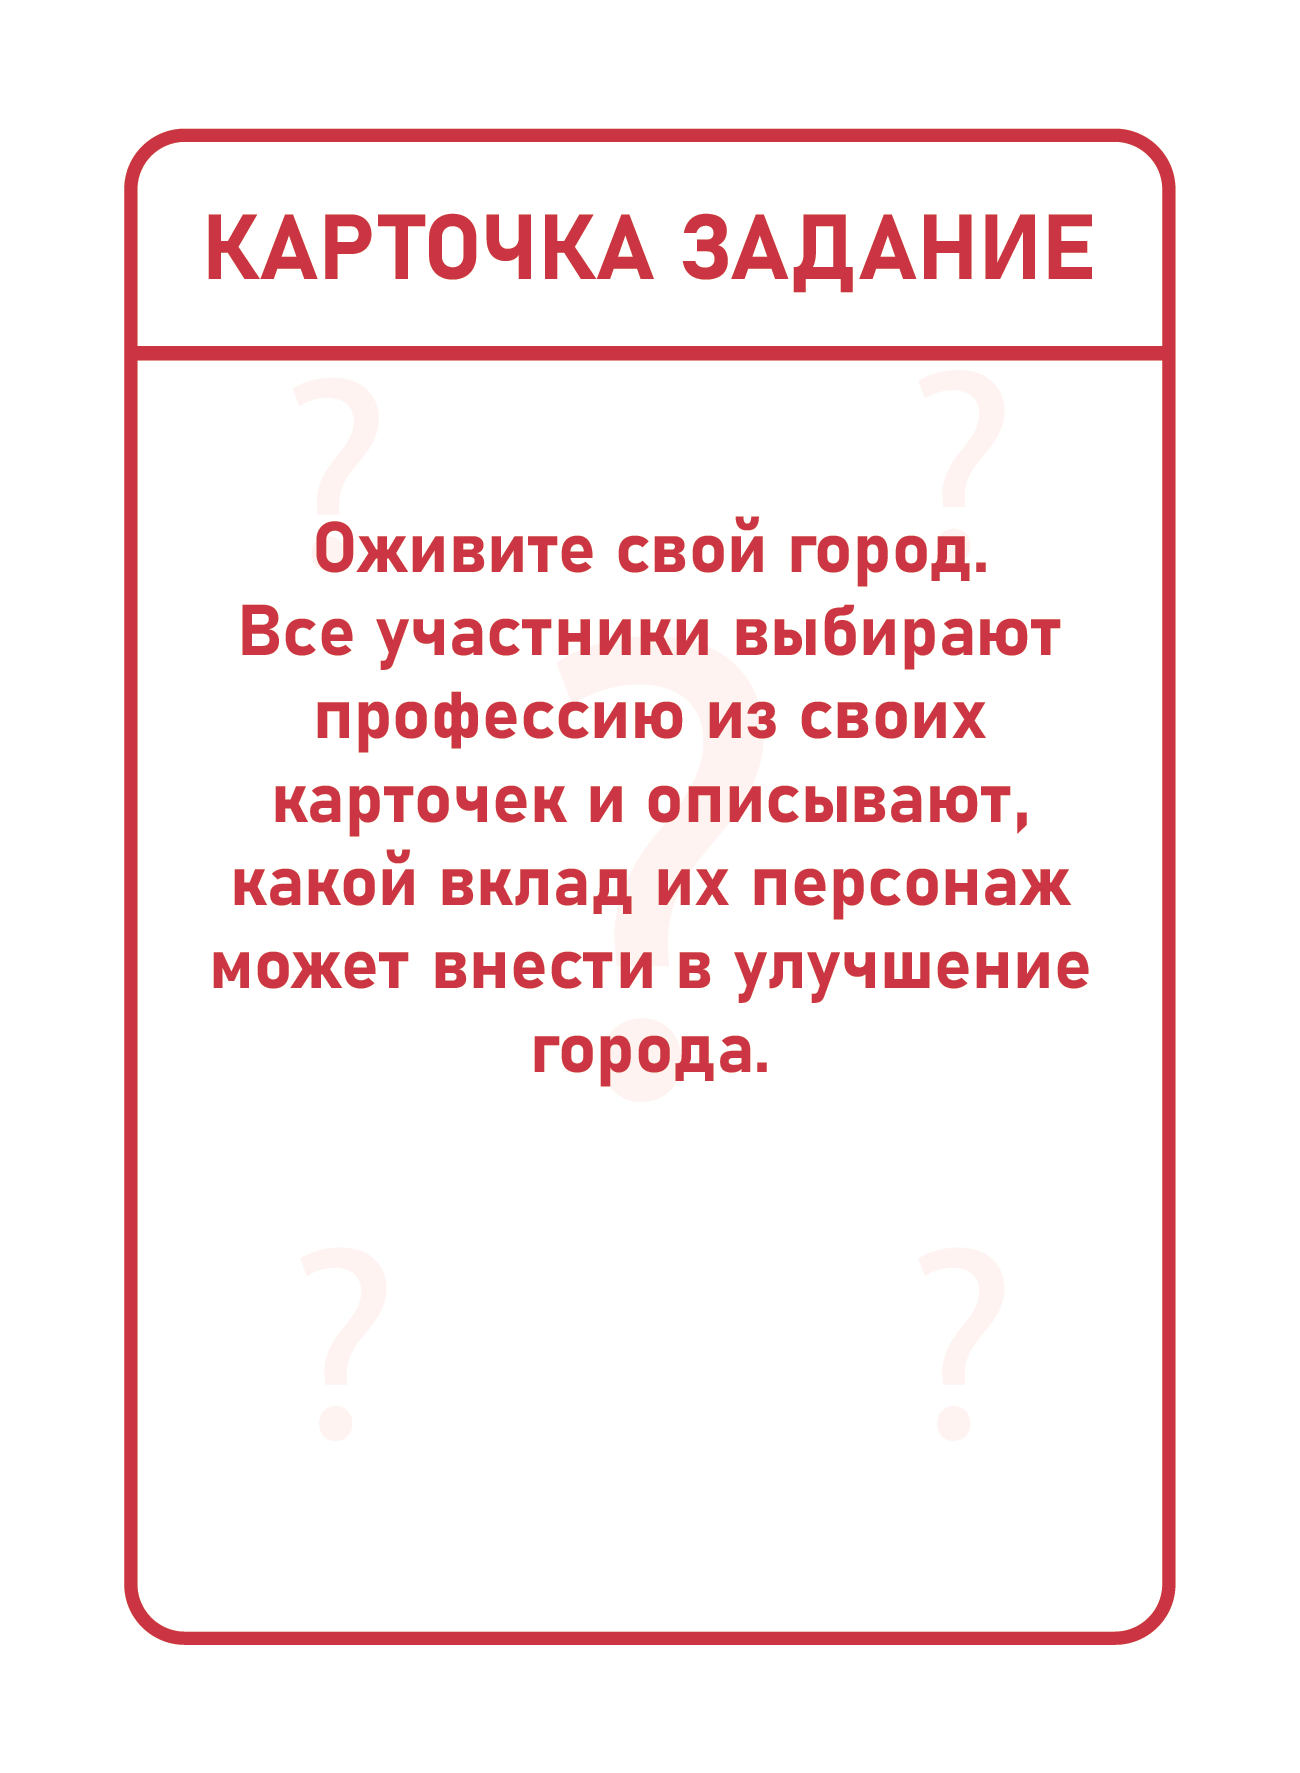 КАРТОЧКА ЗАДАНИЕ
Оживите свой город.
Все участники выбирают
профессию из своих
карточек и описывают,
какой вклад их персонаж
может внести в улучшение
города.